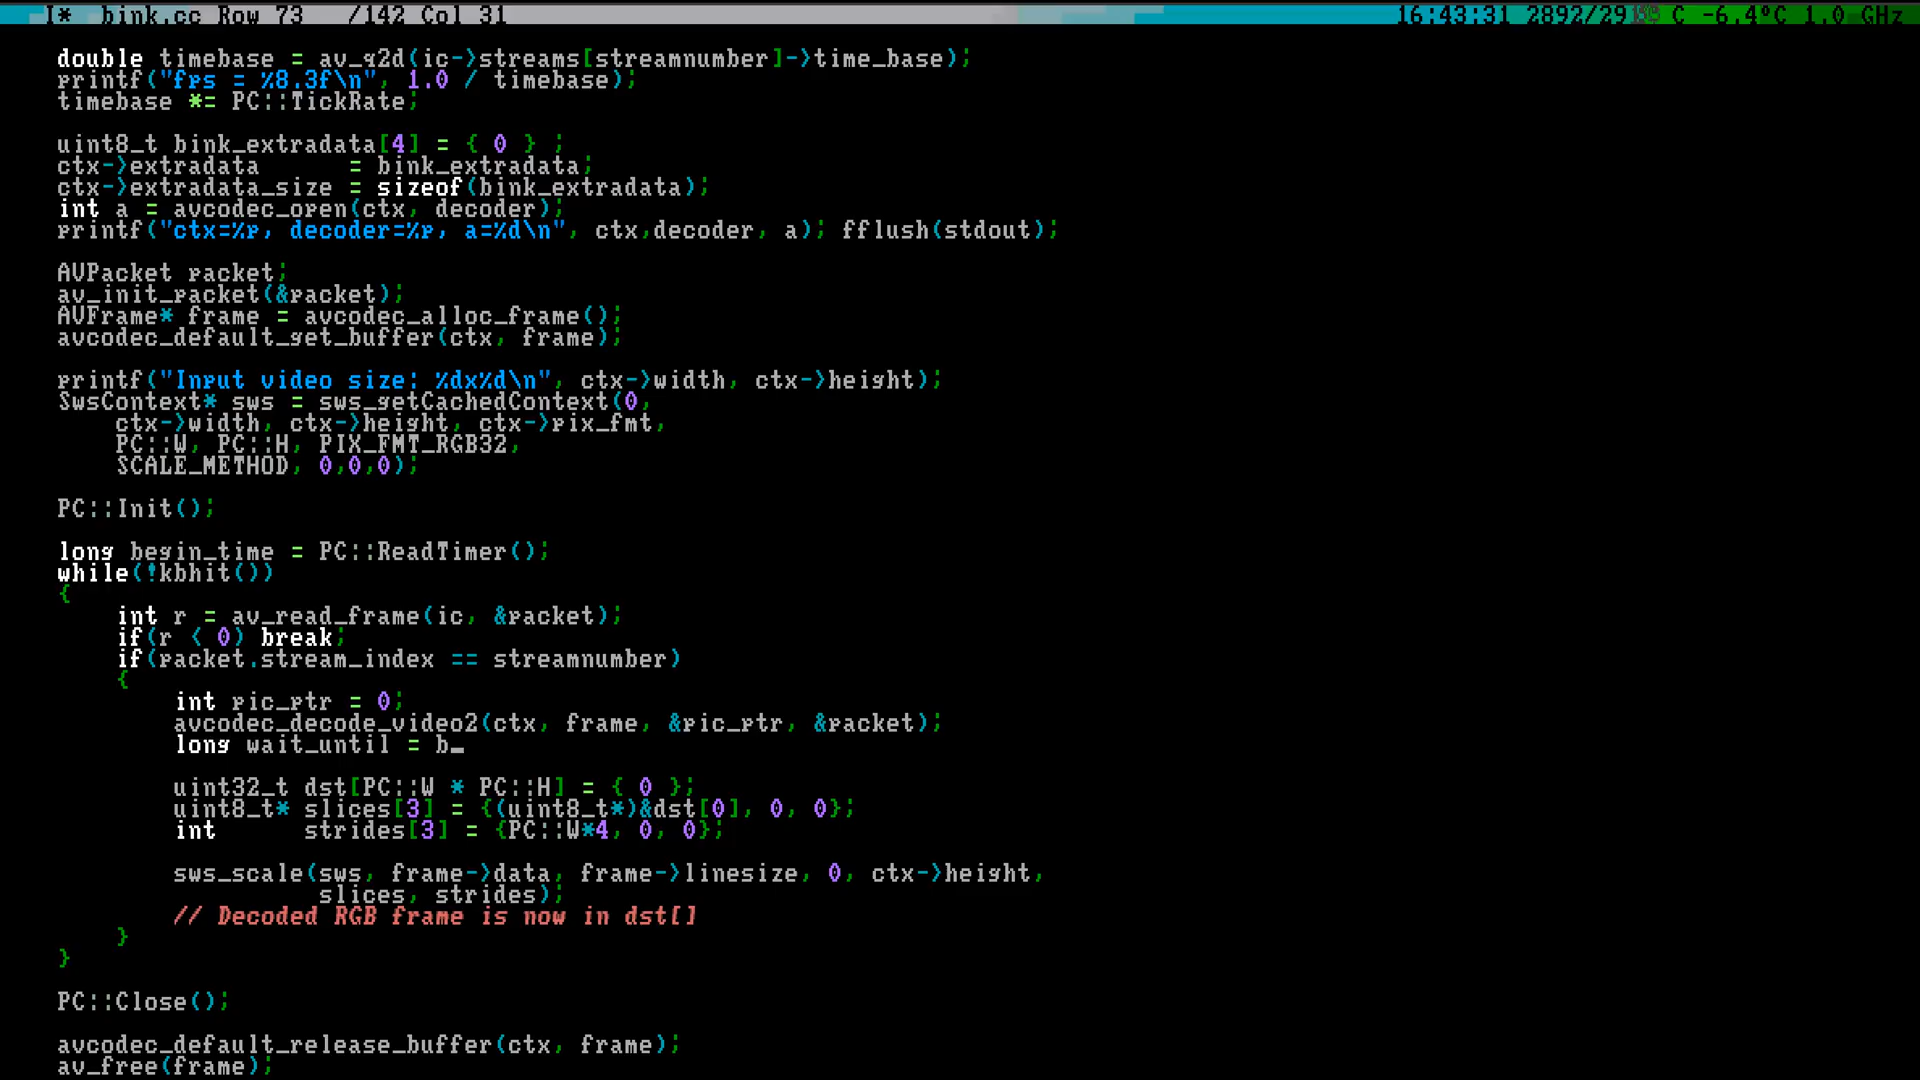 I* bink.cc Row 73 /142 Col 31 16:43:31 2892/29 C -6.4ºC 1.0 GHz
double timebase = av_q2d(ic->streams[streamnumber]->time_base);
printf("fps = %8.3f\n", 1.0 / timebase);
timebase *= PC::TickRate;
uint8_t bink_extradata[4] = { 0 } ;
ctx->extradata      = bink_extradata;
ctx->extradata_size = sizeof(bink_extradata);
int a = avcodec_open(ctx, decoder);
printf("ctx=%p, decoder=%p, a=%d\n", ctx,decoder, a); fflush(stdout);
AVPacket packet;
av_init_packet(&packet);
AVFrame* frame = avcodec_alloc_frame();
avcodec_default_get_buffer(ctx, frame);
printf("Input video size: %dx%d\n", ctx->width, ctx->height);
SwsContext* sws = sws_getCachedContext(0,
    ctx->width, ctx->height, ctx->pix_fmt,
    PC::W, PC::H, PIX_FMT_RGB32,
    SCALE_METHOD, 0,0,0);
PC::Init();
long begin_time = PC::ReadTimer();
while(!kbhit())
{
    int r = av_read_frame(ic, &packet);
    if(r < 0) break;
    if(packet.stream_index == streamnumber)
    {
        int pic_ptr = 0;
        avcodec_decode_video2(ctx, frame, &pic_ptr, &packet);
        long wait_until = b_
        uint32_t dst[PC::W * PC::H] = { 0 };
        uint8_t* slices[3] = {(uint8_t*)&dst[0], 0, 0};
        int      strides[3] = {PC::W*4, 0, 0};
        sws_scale(sws, frame->data, frame->linesize, 0, ctx->height,
                  slices, strides);
        // Decoded RGB frame is now in dst[]
    }
}
PC::Close();
avcodec_default_release_buffer(ctx, frame);
av_free(frame);